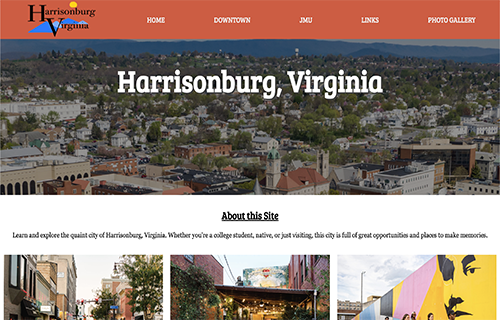 Harrisonburg
Virginia
HOME DOWNTOWN JMU LINKS PHOTO GALLERY
Harrisonburg, Virginia
About this Site
Learn and explore the quaint city of Harrisonburg, Virginia. Whether you're a college student, native, or just visiting, this city is full of great opportunities and places to make memories.